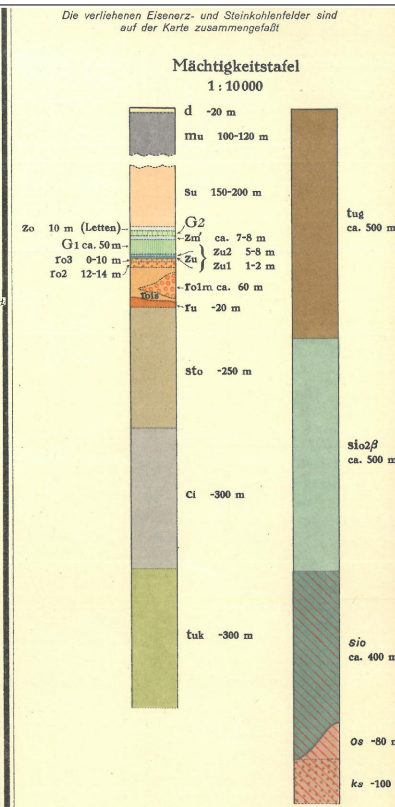 Die verliehenen Eisenerz- und Steinkohlenfelder sind
auf der Karte zusammengefaßt
Mächtigkeitstafel
1 : 10000
d -20 m
mu 100-120 m
su 150-200 m
G2
zo 10 m (Letten)
zm' ca. 7-8 m
G1 ca. 50 m
zu } zu2 5-8 m
zu1 1-2 m
ro3 0-10 m
ro2 12-14 m
ro1m ca. 60 m
ro1s
ru -20 m
sto -250 m
ci -300 m
tuk -300 m
tug
ca. 500 m
sio2β
ca. 500 m
sio
ca. 400 m
os -80 m
ks -100